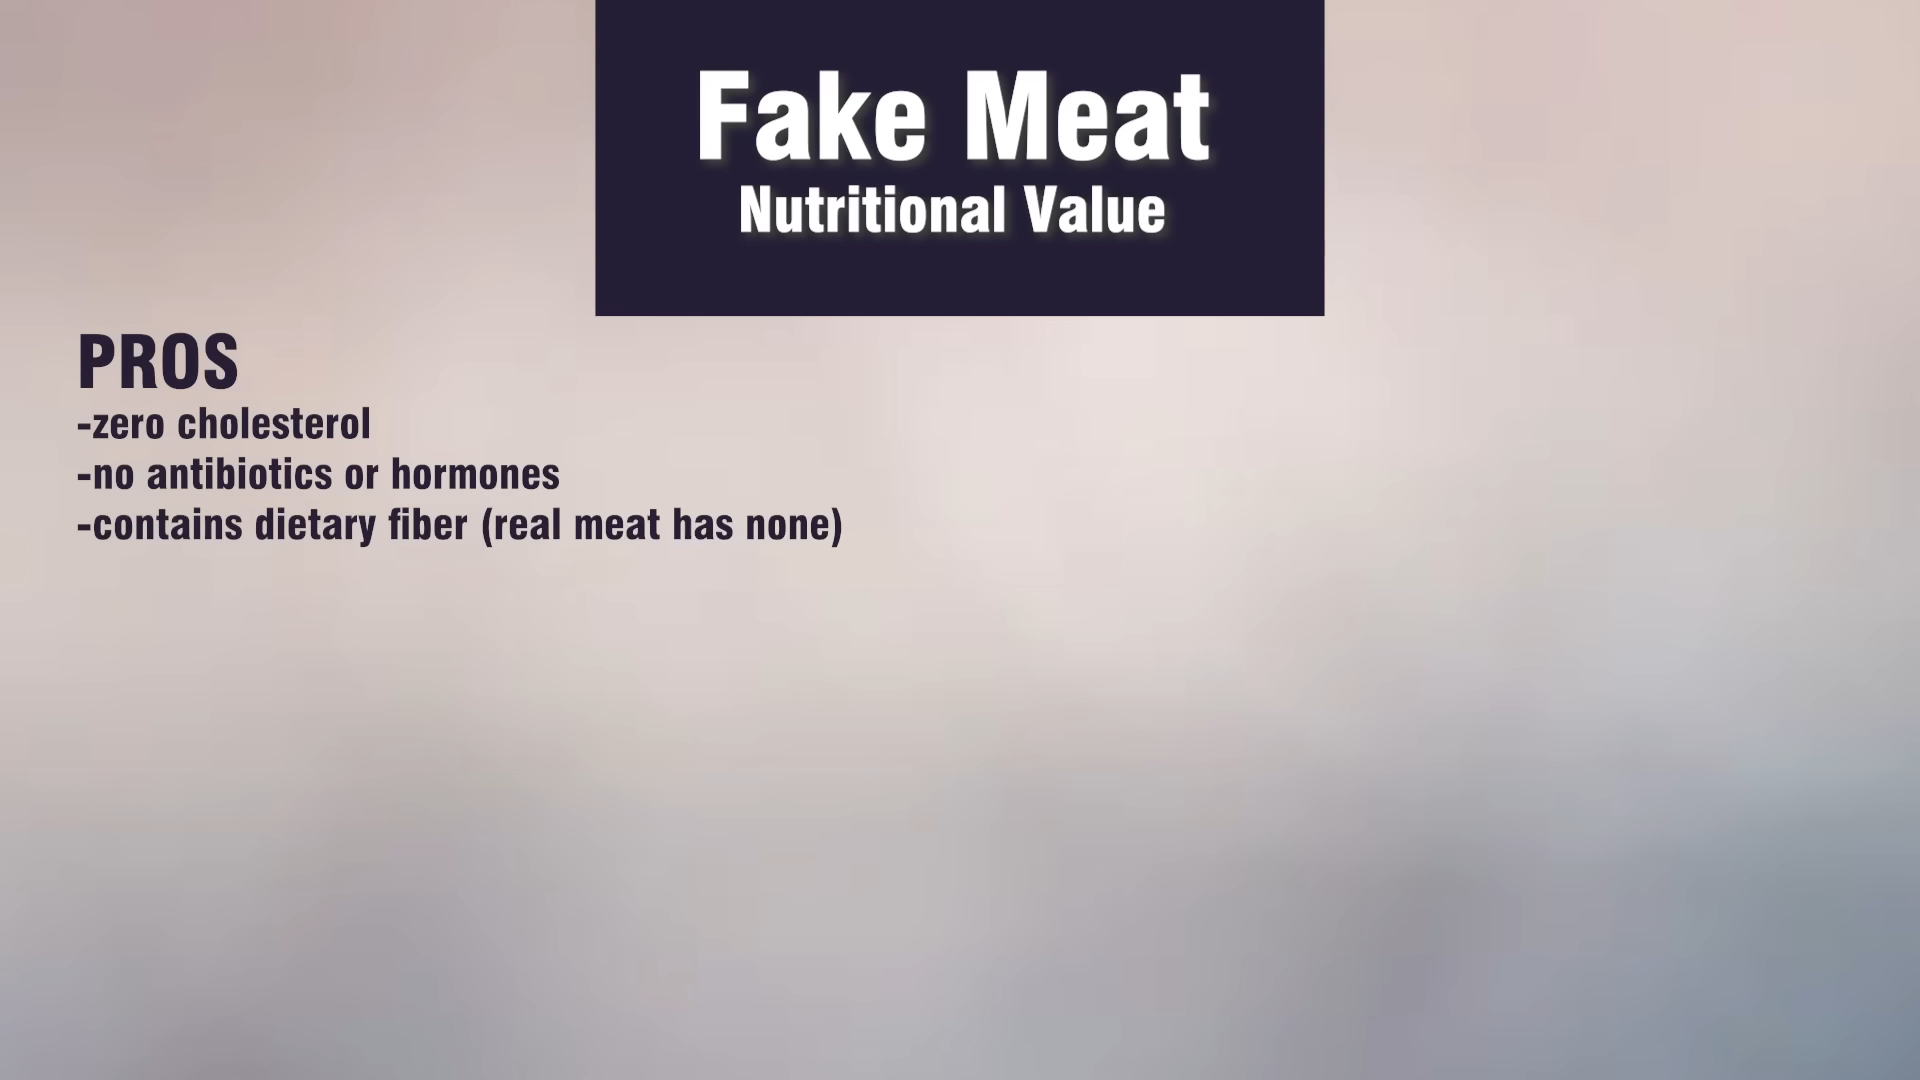 Fake Meat
Nutritional Value
PROS
-zero cholesterol
-no antibiotics or hormones
-contains dietary fiber (real meat has none)